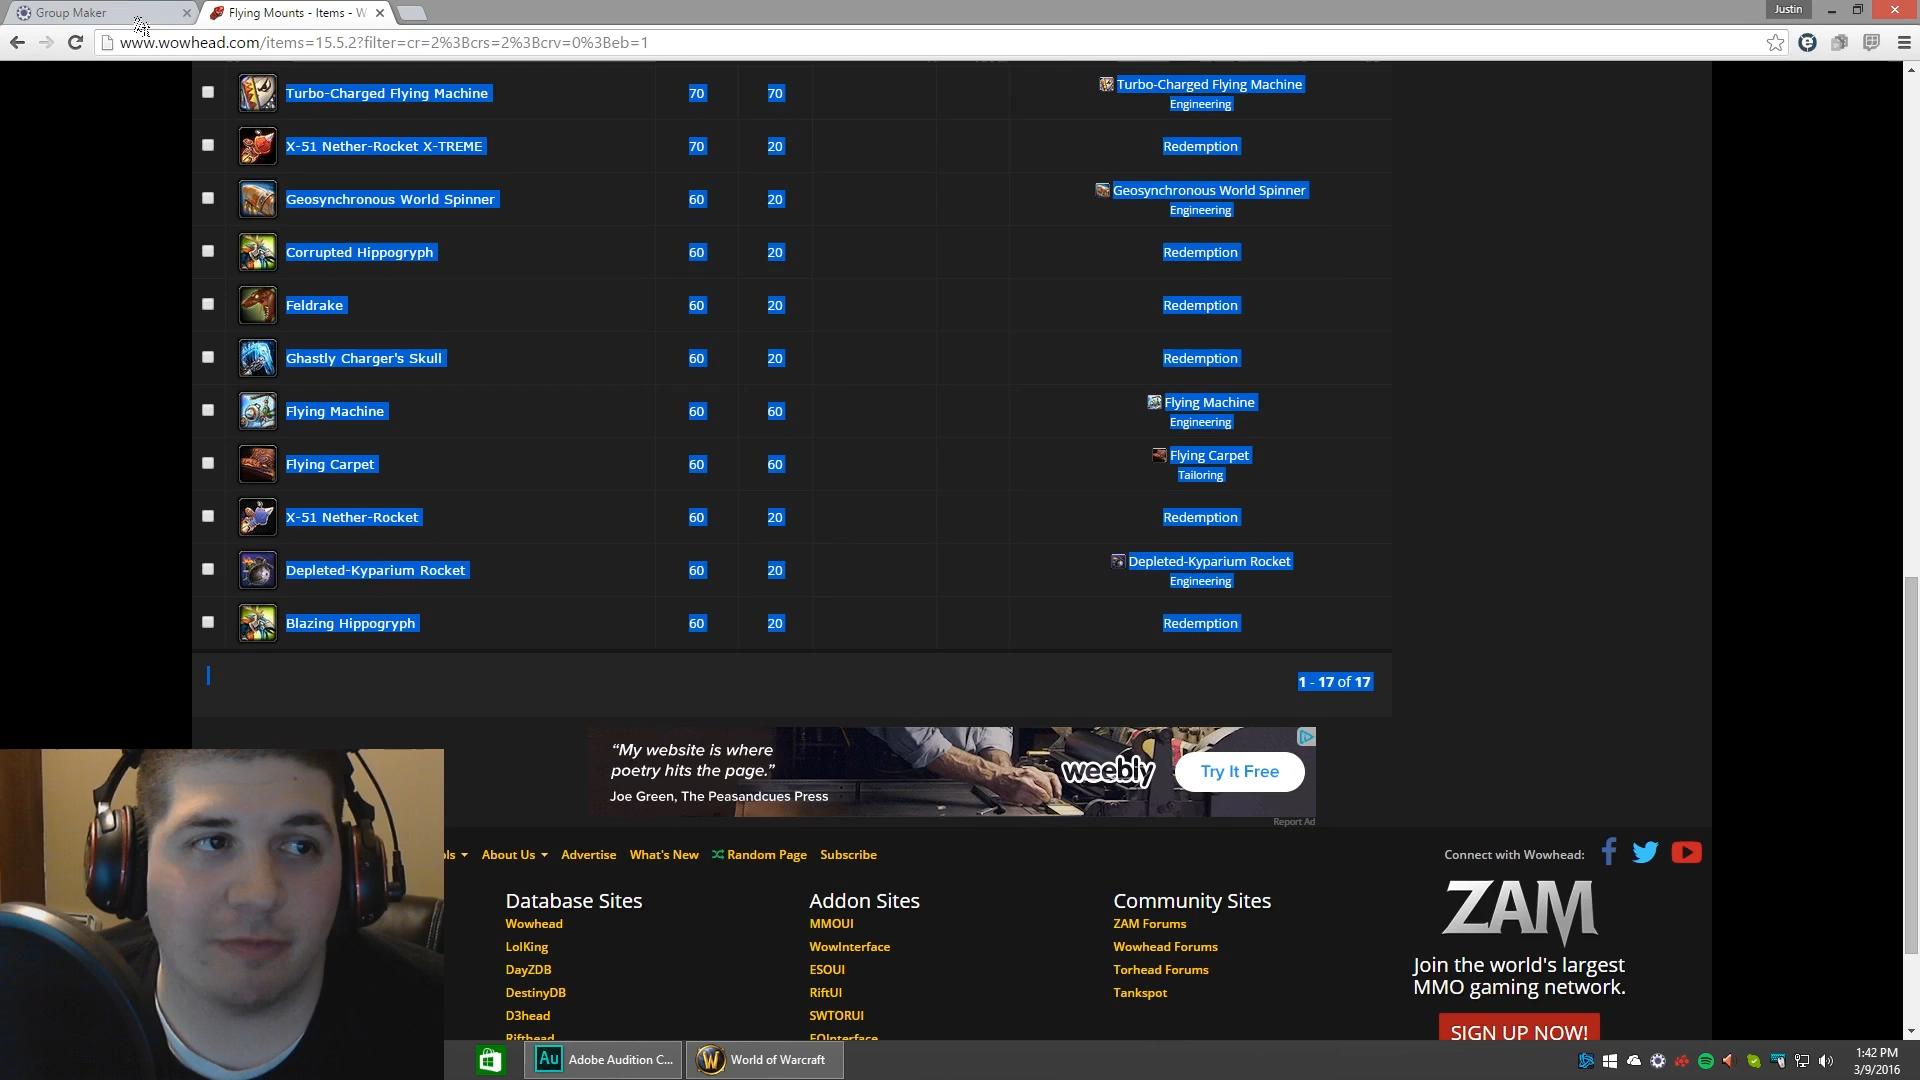 Group Maker
Flying Mounts - Items - W
Justin
www.wowhead.com/items=15.5.2?filter=cr=2%3Bcrs=2%3Bcrv=0%3Beb=1
Turbo-Charged Flying Machine 70 70 Turbo-Charged Flying Machine
Engineering
X-51 Nether-Rocket X-TREME 70 20 Redemption
Geosynchronous World Spinner 60 20 Geosynchronous World Spinner
Engineering
Corrupted Hippogryph 60 20 Redemption
Feldrake 60 20 Redemption
Ghastly Charger's Skull 60 20 Redemption
Flying Machine 60 60 Flying Machine
Engineering
Flying Carpet 60 60 Flying Carpet
Tailoring
X-51 Nether-Rocket 60 20 Redemption
Depleted-Kyparium Rocket 60 20 Depleted-Kyparium Rocket
Engineering
Blazing Hippogryph 60 20 Redemption
1 - 17 of 17
“My website is where
poetry hits the page.”
Joe Green, The Peasandcues Press
weebly
Try It Free
Report Ad
ols About Us Advertise What's New Random Page Subscribe
Connect with Wowhead:
Database Sites
Wowhead
LolKing
DayZDB
DestinyDB
D3head
Rifthead
Addon Sites
MMOUI
WowInterface
ESOUI
RiftUI
SWTORUI
EQInterface
Community Sites
ZAM Forums
Wowhead Forums
Torhead Forums
Tankspot
ZAM
Join the world's largest
MMO gaming network.
SIGN UP NOW!
Au Adobe Audition C...
World of Warcraft
1:42 PM
3/9/2016